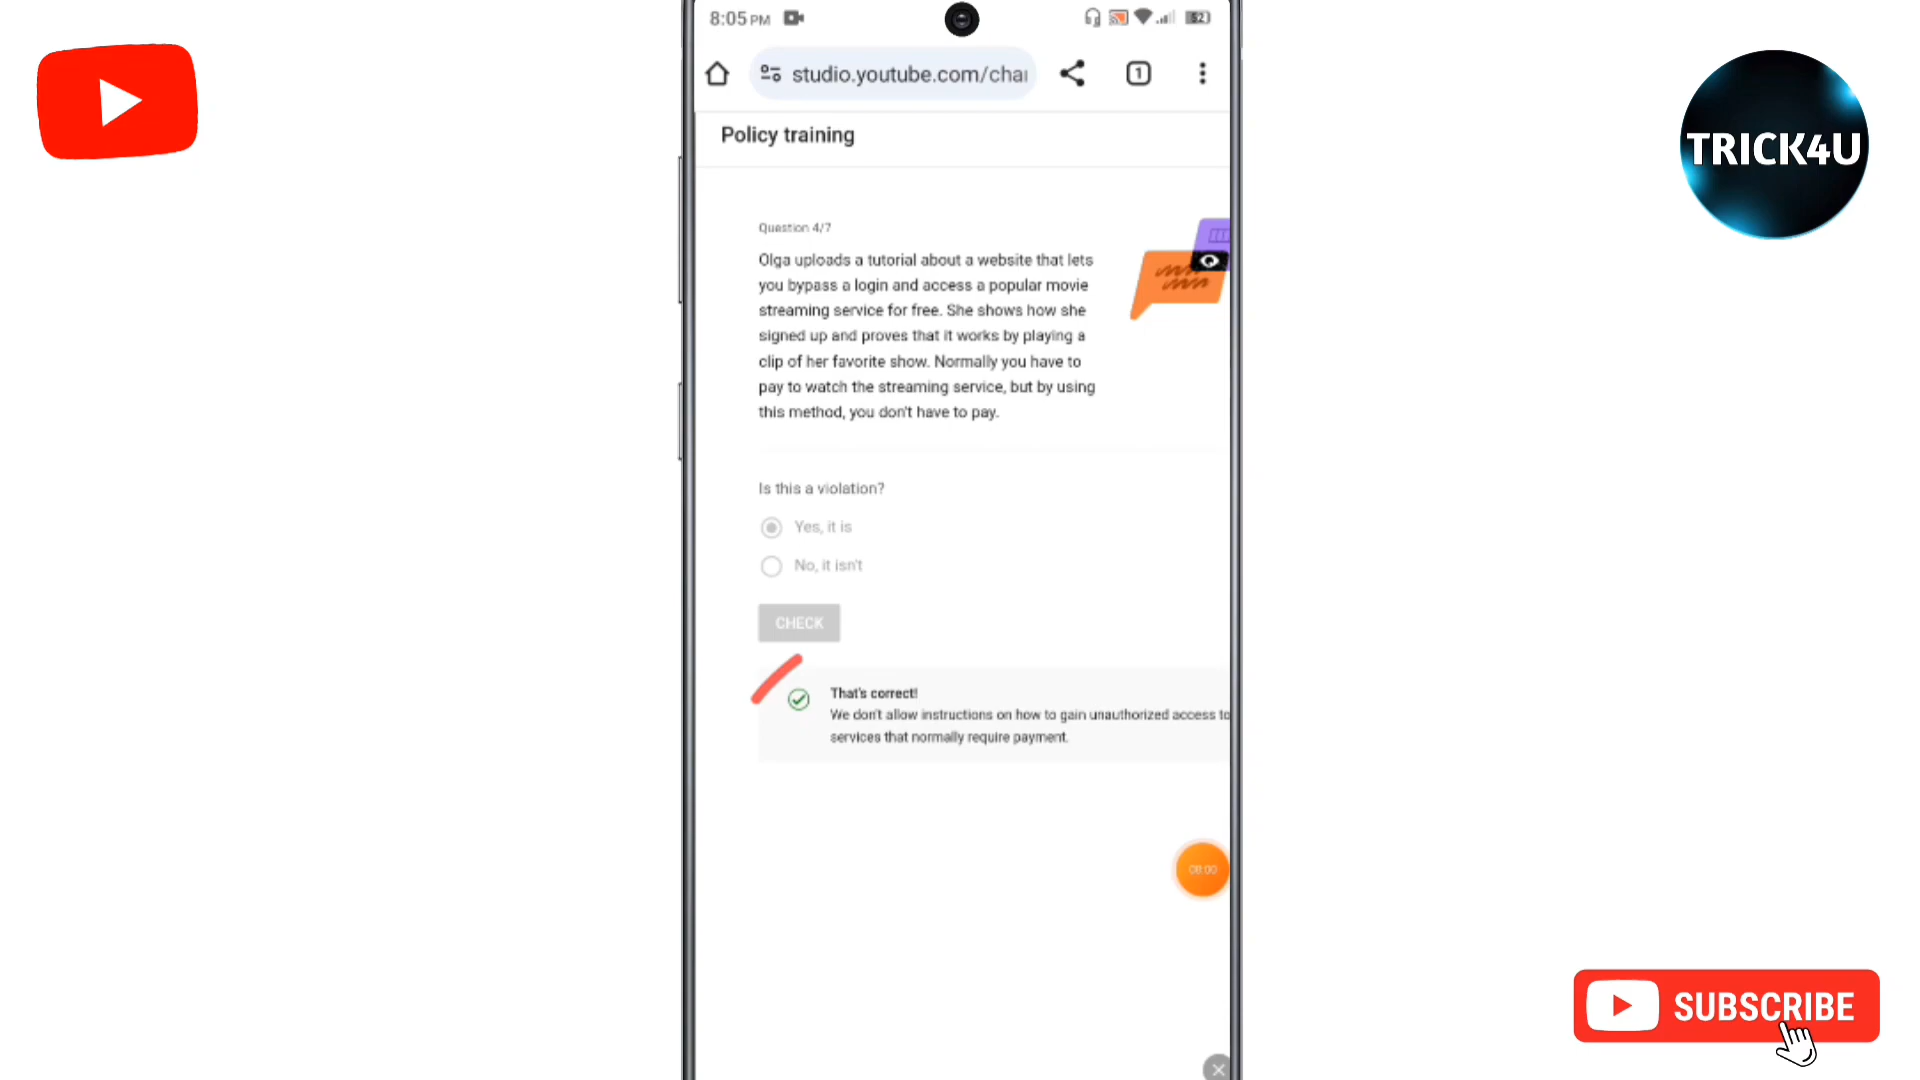 8:05 PM
52
studio.youtube.com/chan
1
TRICK4U
Policy training
Question 4/7
Olga uploads a tutorial about a website that lets
you bypass a login and access a popular movie
streaming service for free. She shows how she
signed up and proves that it works by playing a
clip of her favorite show. Normally you have to
pay to watch the streaming service, but by using
this method, you don't have to pay.
Is this a violation?
Yes, it is
No, it isn't
CHECK
That's correct!
We don't allow instructions on how to gain unauthorized access to
services that normally require payment.
08:00
SUBSCRIBE